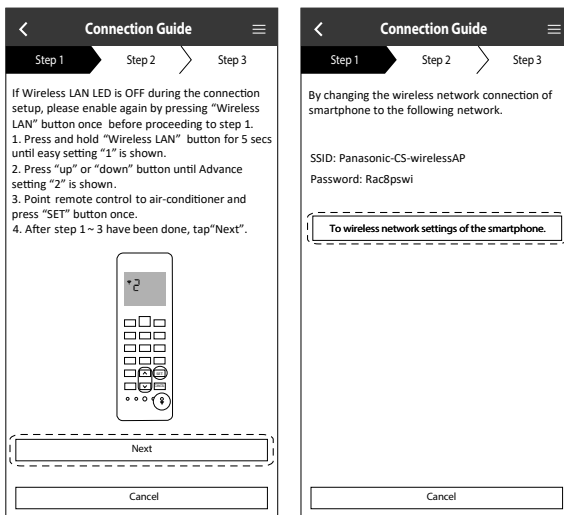 Connection Guide
Step 1
Step 2
Step 3
If Wireless LAN LED is OFF during the connection
setup, please enable again by pressing “Wireless
LAN” button once before proceeding to step 1.
1. Press and hold “Wireless LAN” button for 5 secs
until easy setting “1” is shown.
2. Press “up” or “down” button until Advance
setting “2” is shown.
3. Point remote control to air-conditioner and
press “SET” button once.
4. After step 1 ~ 3 have been done, tap“Next”.
2
SET
Next
Cancel
Connection Guide
Step 1
Step 2
Step 3
By changing the wireless network connection of
smartphone to the following network.
SSID: Panasonic-CS-wirelessAP
Password: Rac8pswi
To wireless network settings of the smartphone.
Cancel